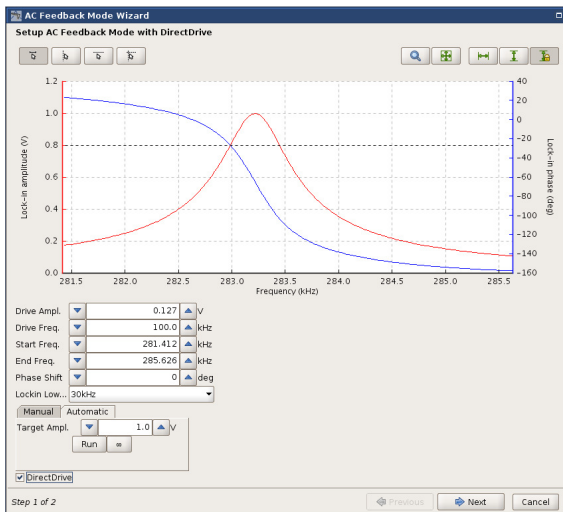 AC Feedback Mode Wizard
Setup AC Feedback Mode with DirectDrive
1.2
1.0
0.8
0.6
0.4
0.2
0.0
Lock-in amplitude (V)
40
20
0
-20
-40
-60
-80
-100
-120
-140
-160
Lock-in phase (deg)
281.5 282.0 282.5 283.0 283.5 284.0 284.5 285.0 285.5
Frequency (kHz)
Drive Ampl. 0.127 V
Drive Freq. 100.0 kHz
Start Freq. 281.412 kHz
End Freq. 285.626 kHz
Phase Shift 0 deg
Lockin Low... 30kHz
Manual Automatic
Target Ampl. 1.0 V
Run ∞
DirectDrive
Step 1 of 2 Previous Next Cancel